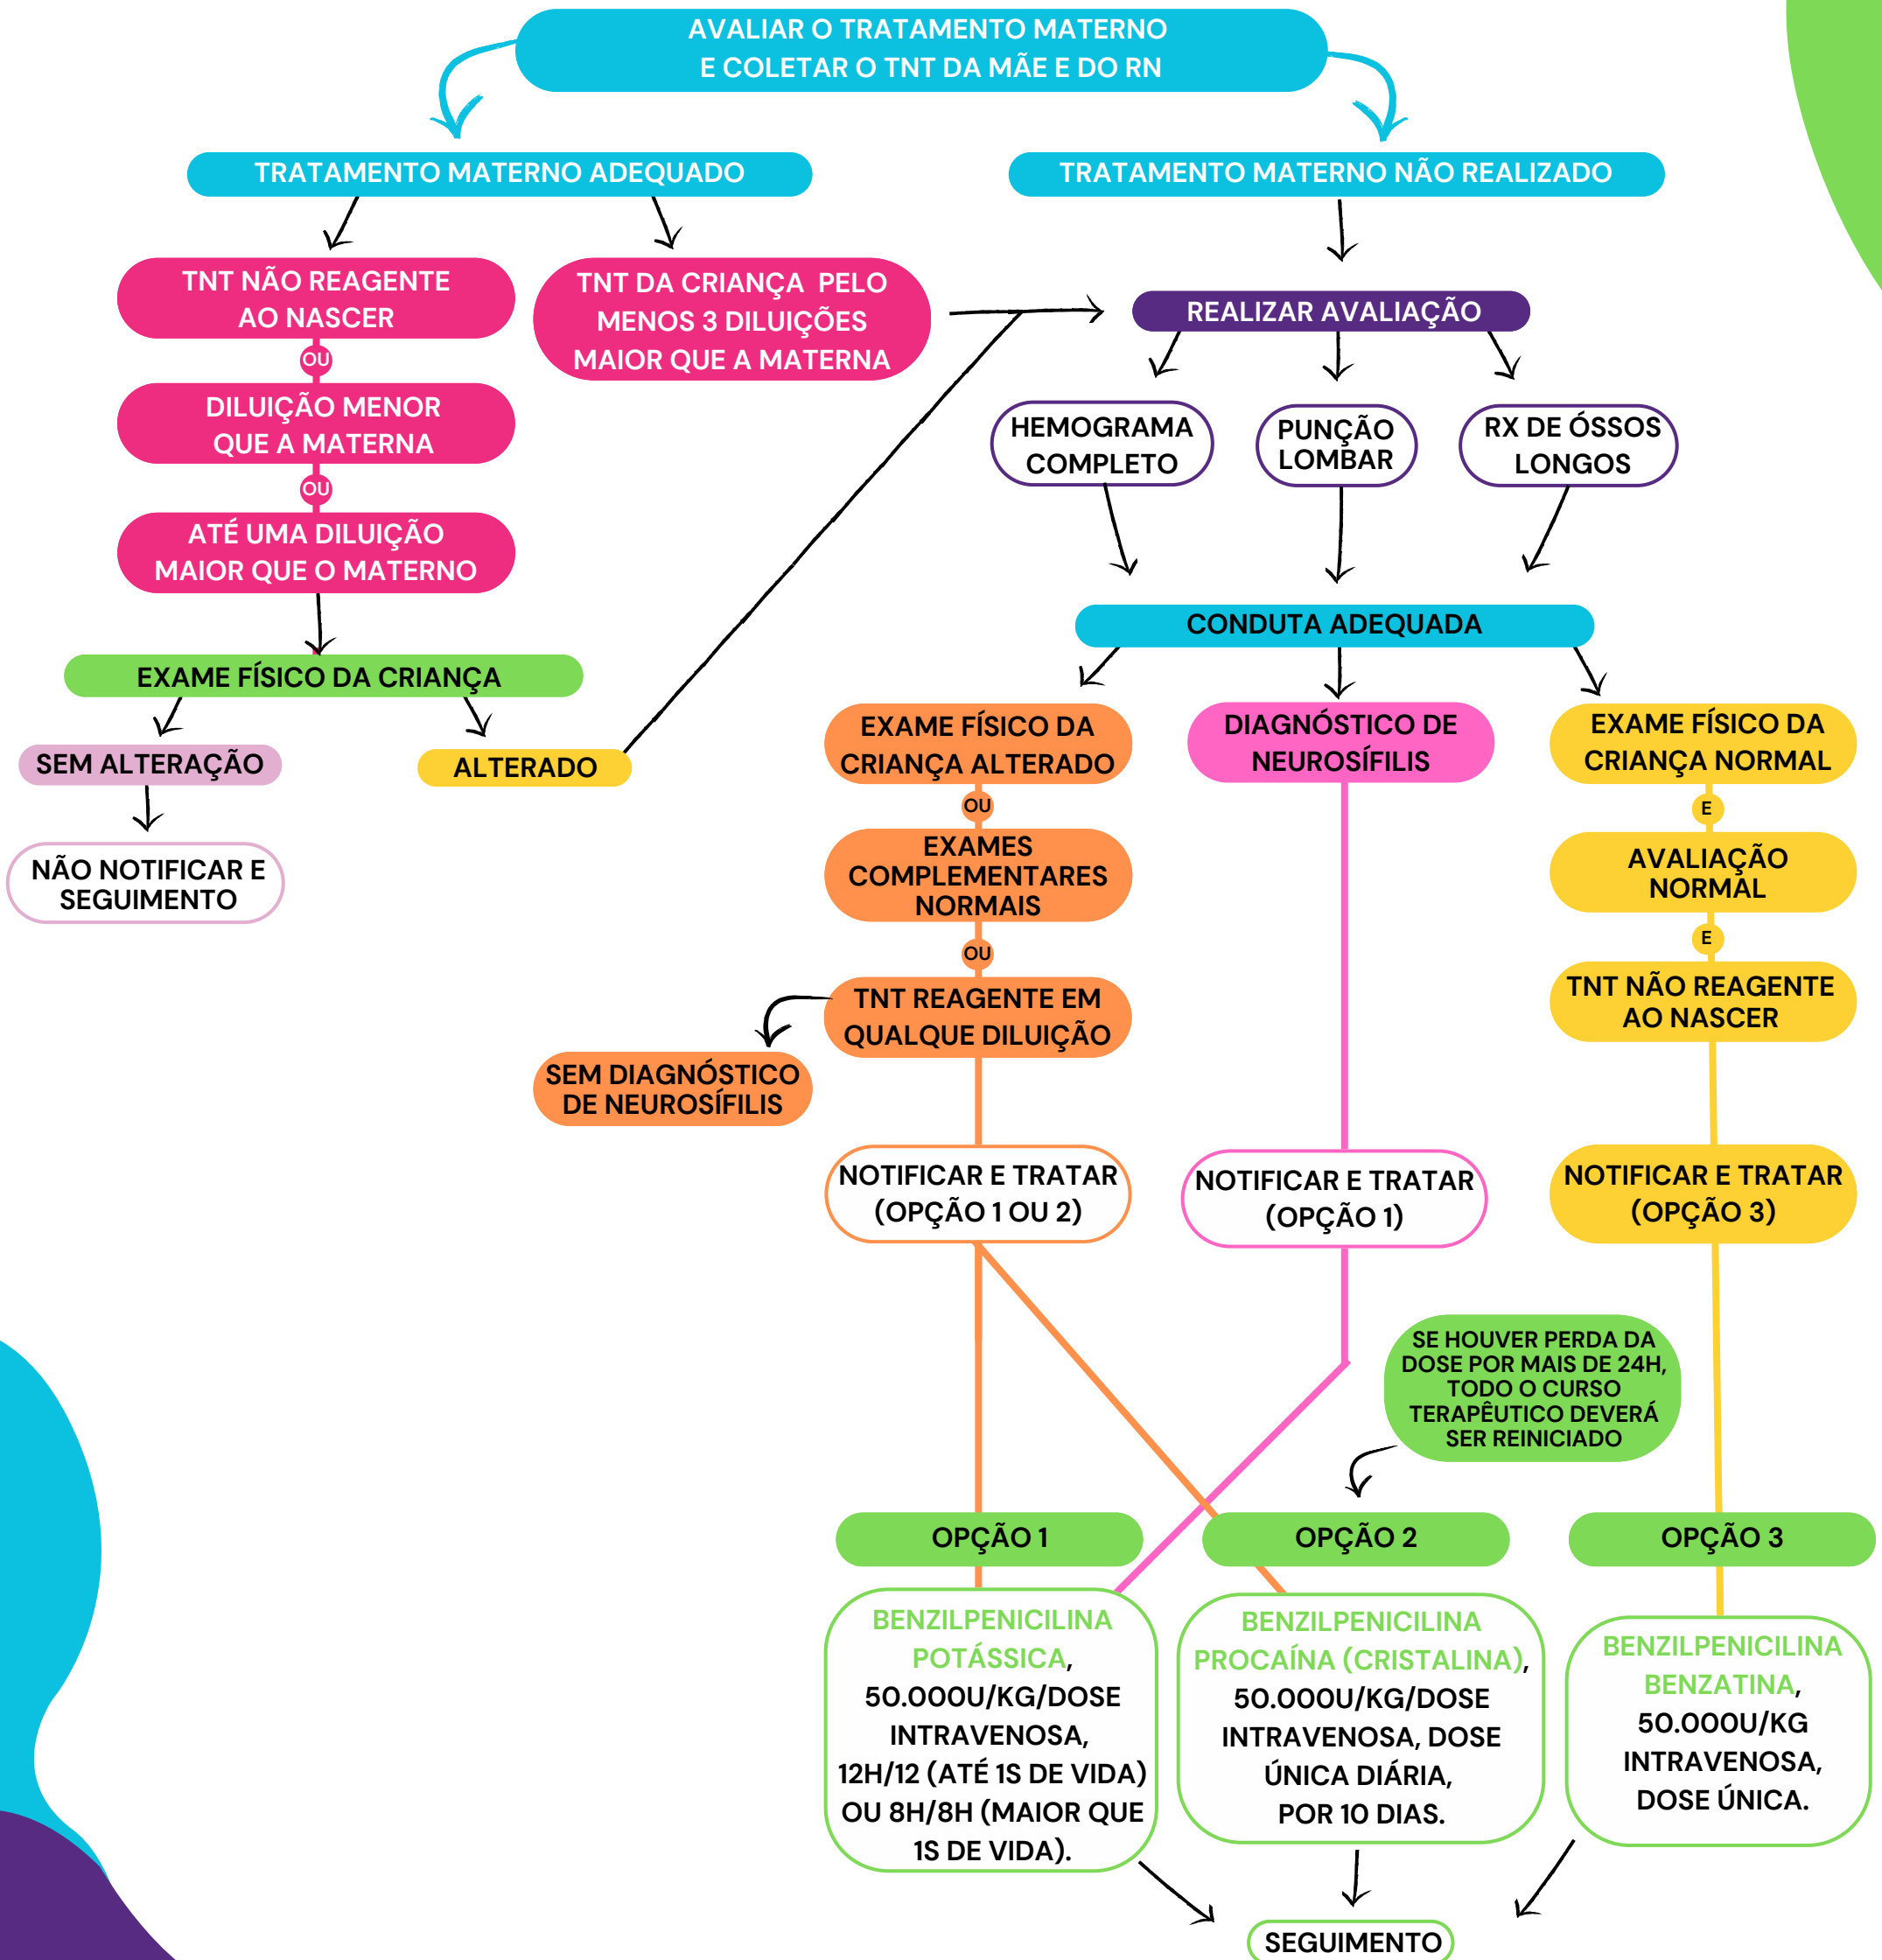 AVALIAR O TRATAMENTO MATERNO
E COLETAR O TNT DA MÃE E DO RN
TRATAMENTO MATERNO ADEQUADO
TRATAMENTO MATERNO NÃO REALIZADO
TNT NÃO REAGENTE
AO NASCER
OU
DILUIÇÃO MENOR
QUE A MATERNA
OU
ATÉ UMA DILUIÇÃO
MAIOR QUE O MATERNO
TNT DA CRIANÇA PELO
MENOS 3 DILUIÇÕES
MAIOR QUE A MATERNA
REALIZAR AVALIAÇÃO
HEMOGRAMA
COMPLETO
PUNÇÃO
LOMBAR
RX DE ÓSSOS
LONGOS
EXAME FÍSICO DA CRIANÇA
SEM ALTERAÇÃO
ALTERADO
NÃO NOTIFICAR E
SEGUIMENTO
CONDUTA ADEQUADA
EXAME FÍSICO DA
CRIANÇA ALTERADO
OU
EXAMES
COMPLEMENTARES
NORMAIS
OU
TNT REAGENTE EM
QUALQUE DILUIÇÃO
SEM DIAGNÓSTICO
DE NEUROSÍFILIS
NOTIFICAR E TRATAR
(OPÇÃO 1 OU 2)
DIAGNÓSTICO DE
NEUROSÍFILIS
NOTIFICAR E TRATAR
(OPÇÃO 1)
EXAME FÍSICO DA
CRIANÇA NORMAL
E
AVALIAÇÃO
NORMAL
E
TNT NÃO REAGENTE
AO NASCER
NOTIFICAR E TRATAR
(OPÇÃO 3)
SE HOUVER PERDA DA
DOSE POR MAIS DE 24H,
TODO O CURSO
TERAPÊUTICO DEVERÁ
SER REINICIADO
OPÇÃO 1
BENZILPENICILINA
POTÁSSICA,
50.000U/KG/DOSE
INTRAVENOSA,
12H/12 (ATÉ 1S DE VIDA)
OU 8H/8H (MAIOR QUE
1S DE VIDA).
OPÇÃO 2
BENZILPENICILINA
PROCAÍNA (CRISTALINA),
50.000U/KG/DOSE
INTRAVENOSA, DOSE
ÚNICA DIÁRIA,
POR 10 DIAS.
OPÇÃO 3
BENZILPENICILINA
BENZATINA,
50.000U/KG
INTRAVENOSA,
DOSE ÚNICA.
SEGUIMENTO